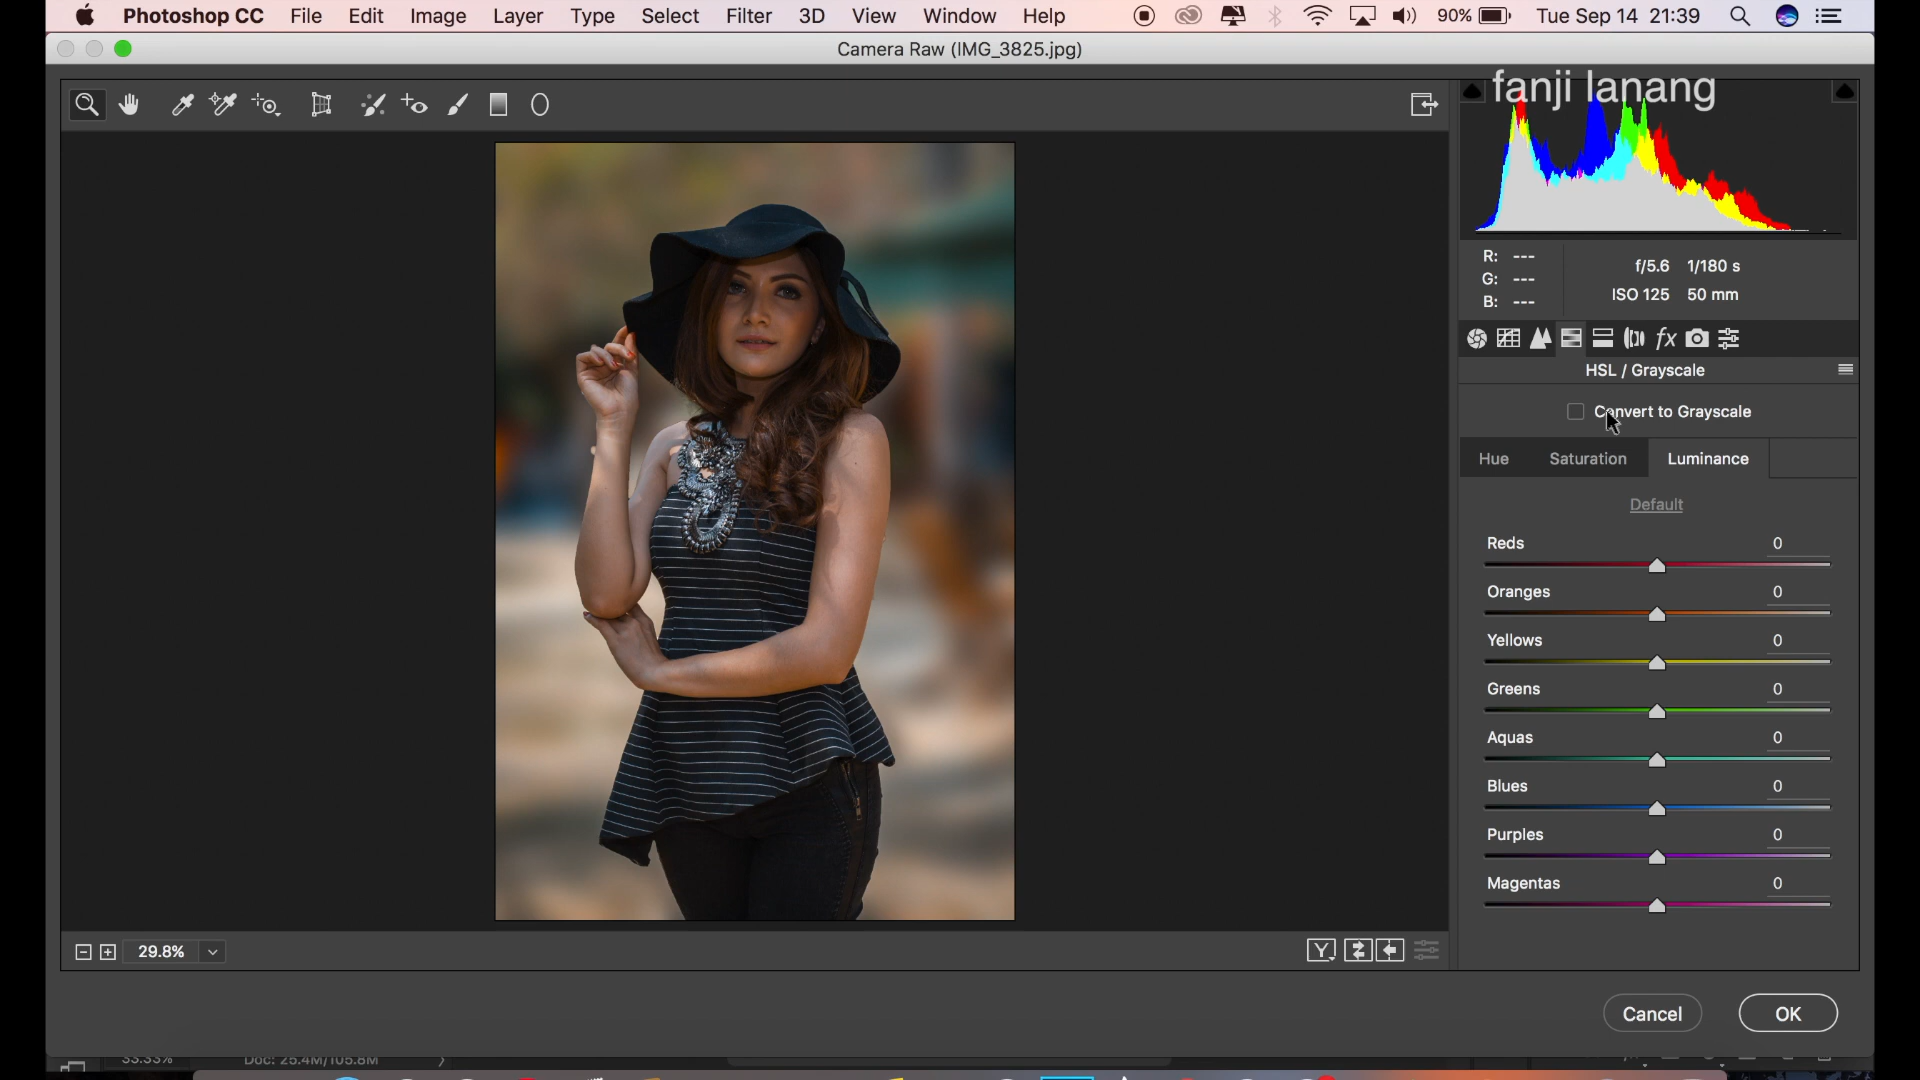 Photoshop CC File Edit Image Layer Type Select Filter 3D View Window Help 90% Tue Sep 14 21:39
Camera Raw (IMG_3825.jpg)
fanji lanang
R: ---
G: ---
B: ---
f/5.6 1/180 s
ISO 125 50 mm
fx
HSL / Grayscale
Convert to Grayscale
Hue Saturation Luminance
Default
Reds 0
Oranges 0
Yellows 0
Greens 0
Aquas 0
Blues 0
Purples 0
Magentas 0
29.8%
Y
Cancel OK
33.33% Doc: 25.4M/105.8M